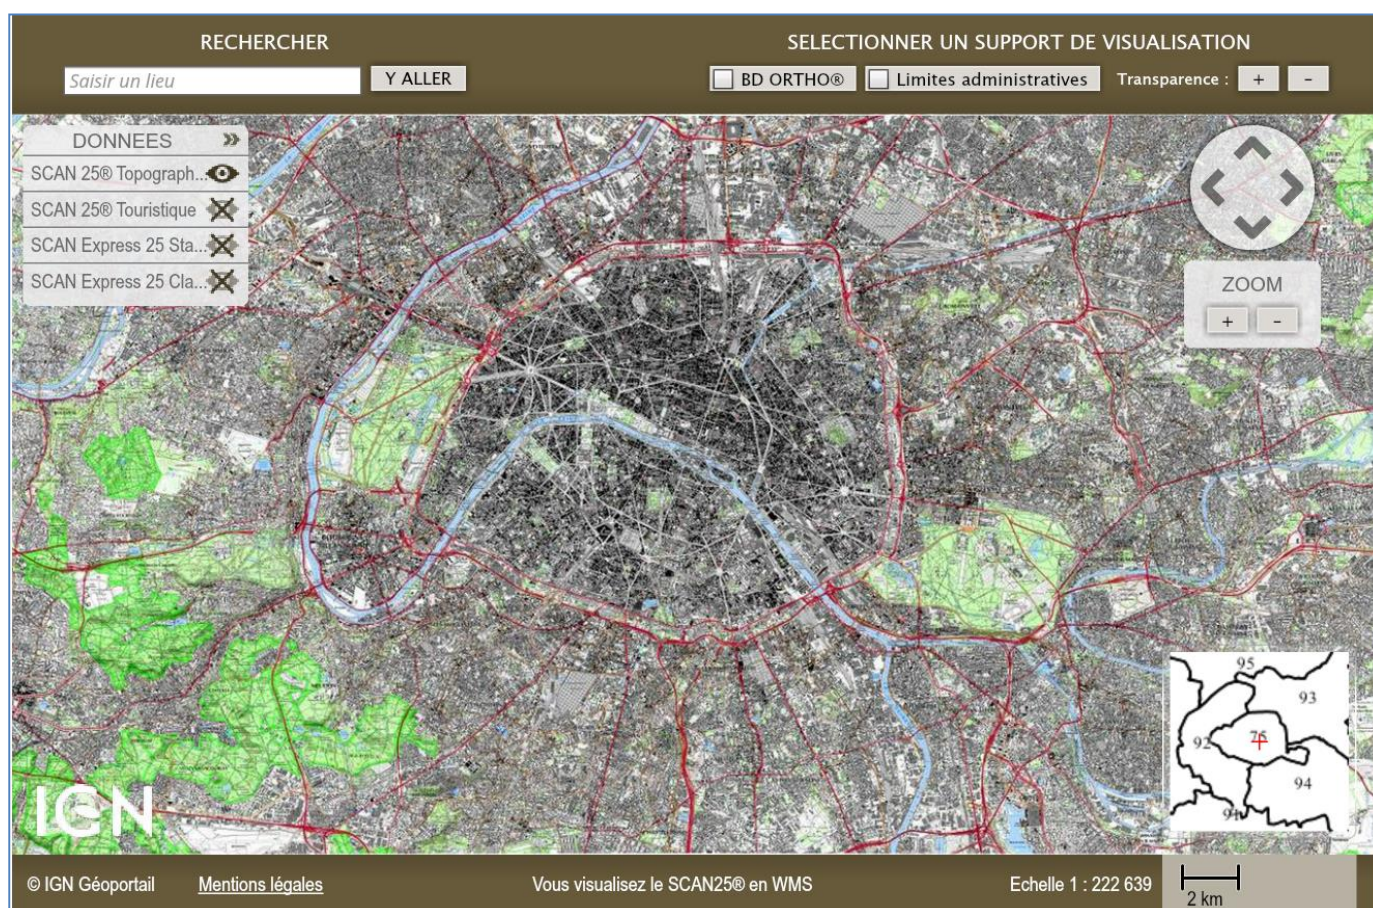 RECHERCHER
SELECTIONNER UN SUPPORT DE VISUALISATION
Saisir un lieu
Y ALLER
BD ORTHO®
Limites administratives
Transparence :
+
-
DONNEES
SCAN 25® Topograph...
SCAN 25® Touristique
SCAN Express 25 Sta...
SCAN Express 25 Cla...
ZOOM
+
-
95
93
92
75
94
91
IGN
© IGN Géoportail
Mentions légales
Vous visualisez le SCAN25® en WMS
Echelle 1 : 222 639
2 km